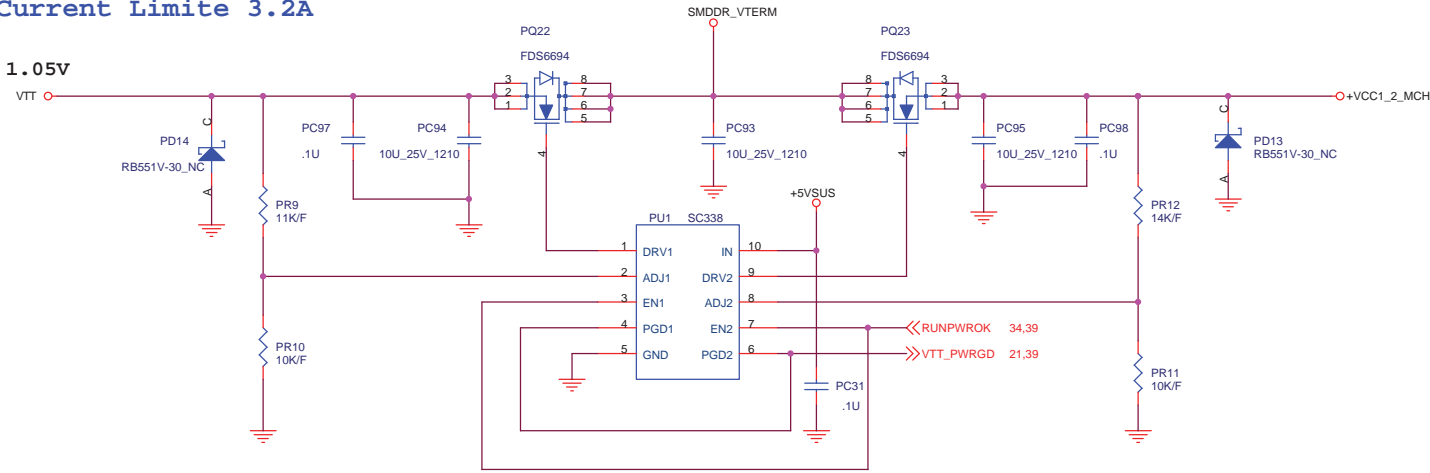 Current Limite 3.2A
SMDDR_VTERM
PQ22
FDS6694
PQ23
FDS6694
1.05V
VTT
3
2
1
8
7
6
5
4
8
7
6
5
3
2
1
4
+VCC1_2_MCH
C
PD14
RB551V-30_NC
A
PC97
.1U
PC94
10U_25V_1210
PC93
10U_25V_1210
PC95
10U_25V_1210
PC98
.1U
C
PD13
RB551V-30_NC
A
PR9
11K/F
PR12
14K/F
+5VSUS
PU1 SC338
1 DRV1 IN 10
2 ADJ1 DRV2 9
3 EN1 ADJ2 8
4 PGD1 EN2 7
5 GND PGD2 6
RUNPWROK 34,39
VTT_PWRGD 21,39
PR10
10K/F
PC31
.1U
PR11
10K/F